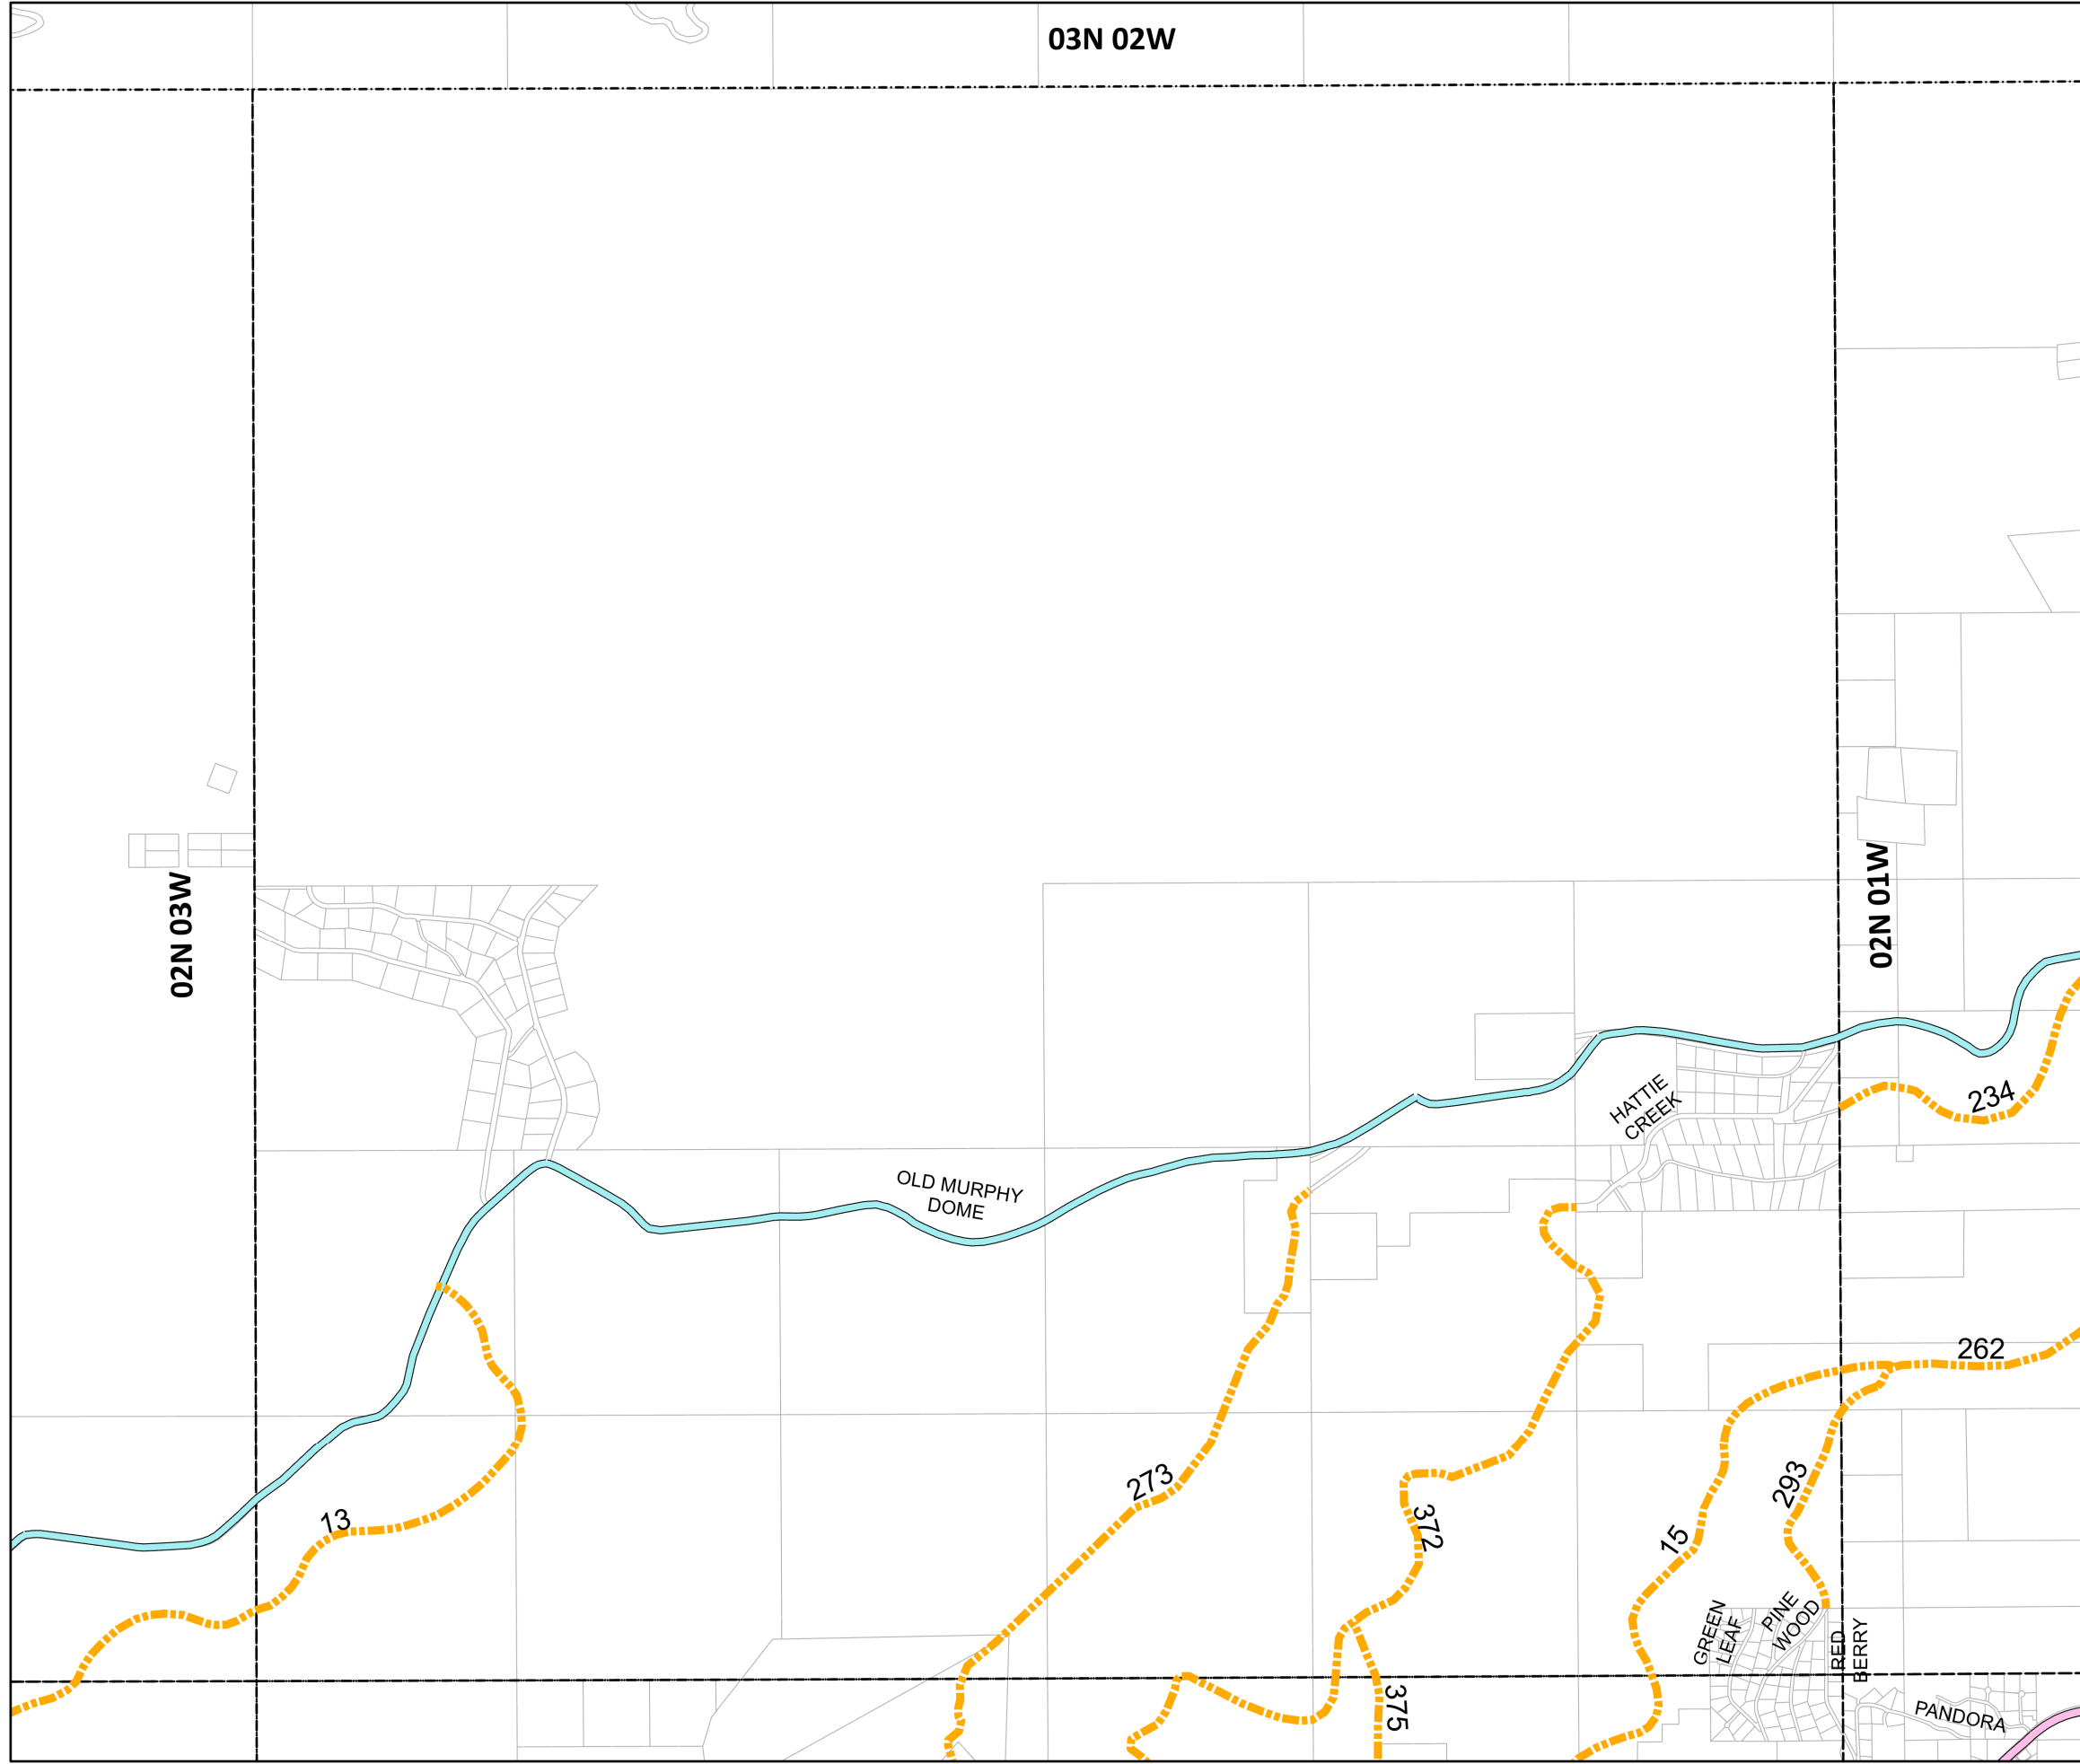 03N 02W
02N 03W
02N 01W
234
HATTIE
CREEK
OLD MURPHY
DOME
262
273
293
13
372
15
GREEN
LEAF
PINE
WOOD
RED
BERRY
375
PANDORA